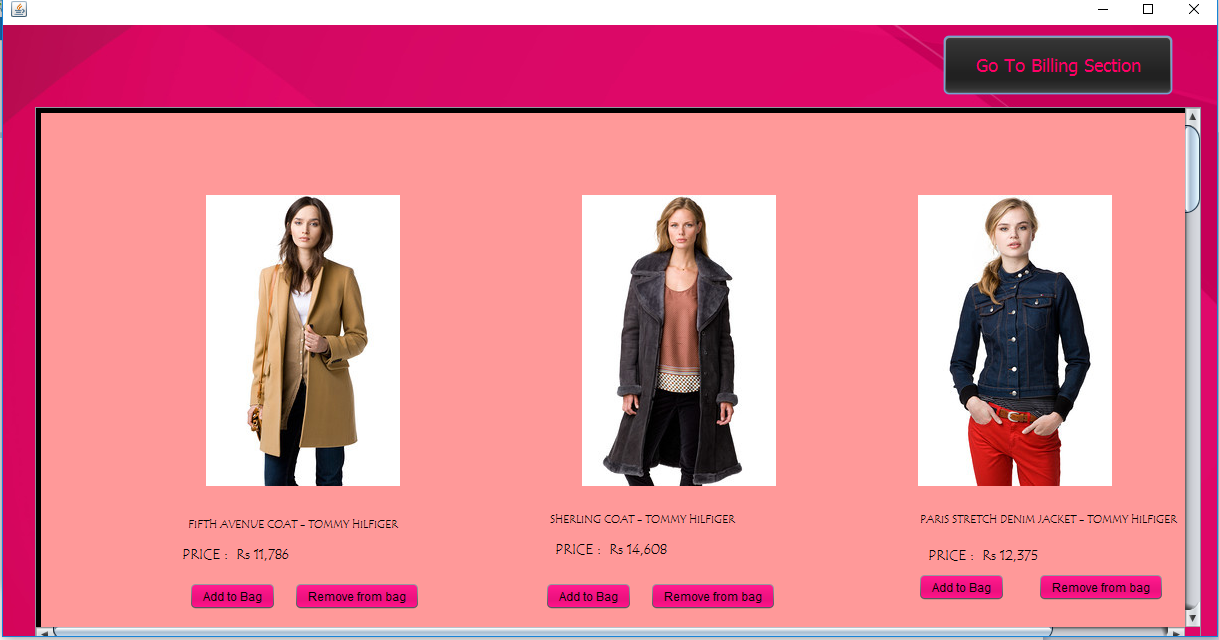 Go To Billing Section
FIFTH AVENUE COAT - TOMMY HILFIGER
PRICE : Rs 11,786
Add to Bag Remove from bag
SHERLING COAT - TOMMY HILFIGER
PRICE : Rs 14,608
Add to Bag Remove from bag
PARIS STRETCH DENIM JACKET - TOMMY HILFIGER
PRICE : Rs 12,375
Add to Bag Remove from bag